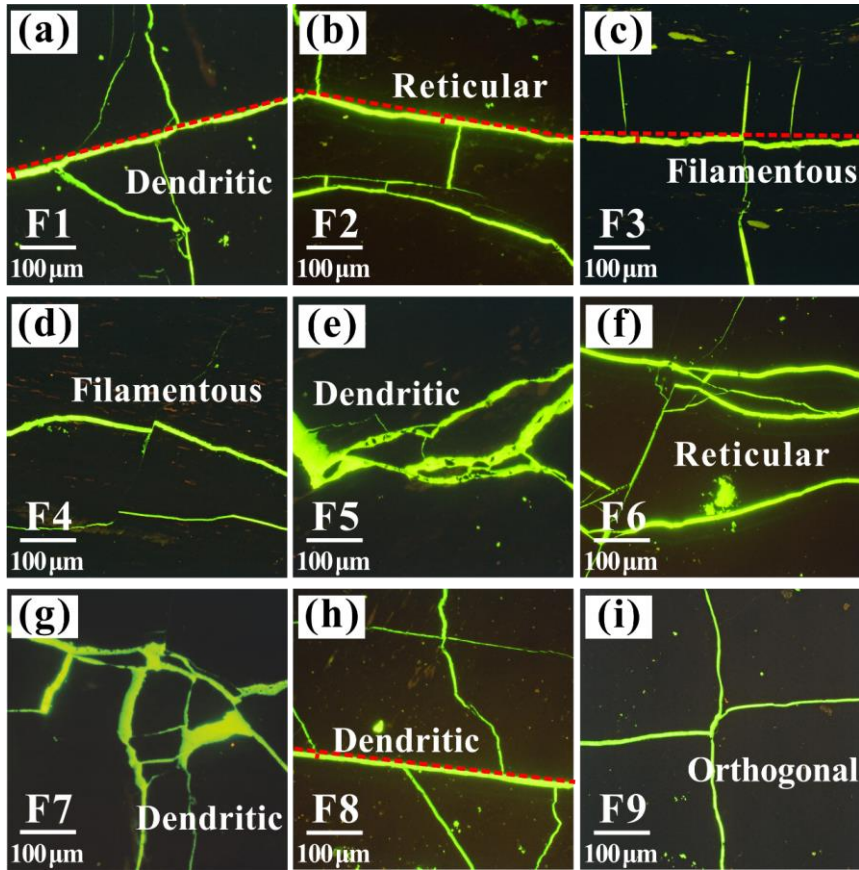 (a)
Dendritic
F1
100 μm
(b)
Reticular
F2
100 μm
(c)
Filamentous
F3
100 μm
(d)
Filamentous
F4
100 μm
(e)
Dendritic
F5
100 μm
(f)
Reticular
F6
100 μm
(g)
Dendritic
F7
100 μm
(h)
Dendritic
F8
100 μm
(i)
Orthogonal
F9
100 μm